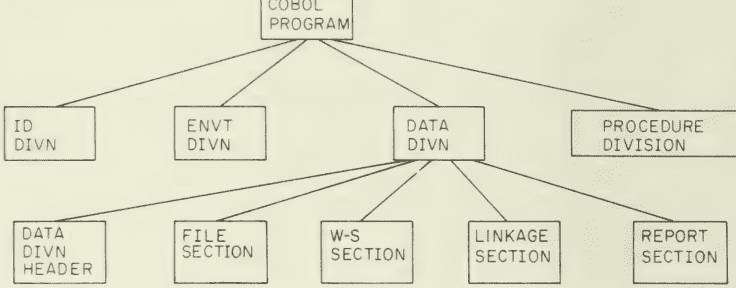 COBOL
PROGRAM
ID
DIVN
ENVT
DIVN
DATA
DIVN
PROCEDURE
DIVISION
DATA
DIVN
HEADER
FILE
SECTION
W-S
SECTION
LINKAGE
SECTION
REPORT
SECTION